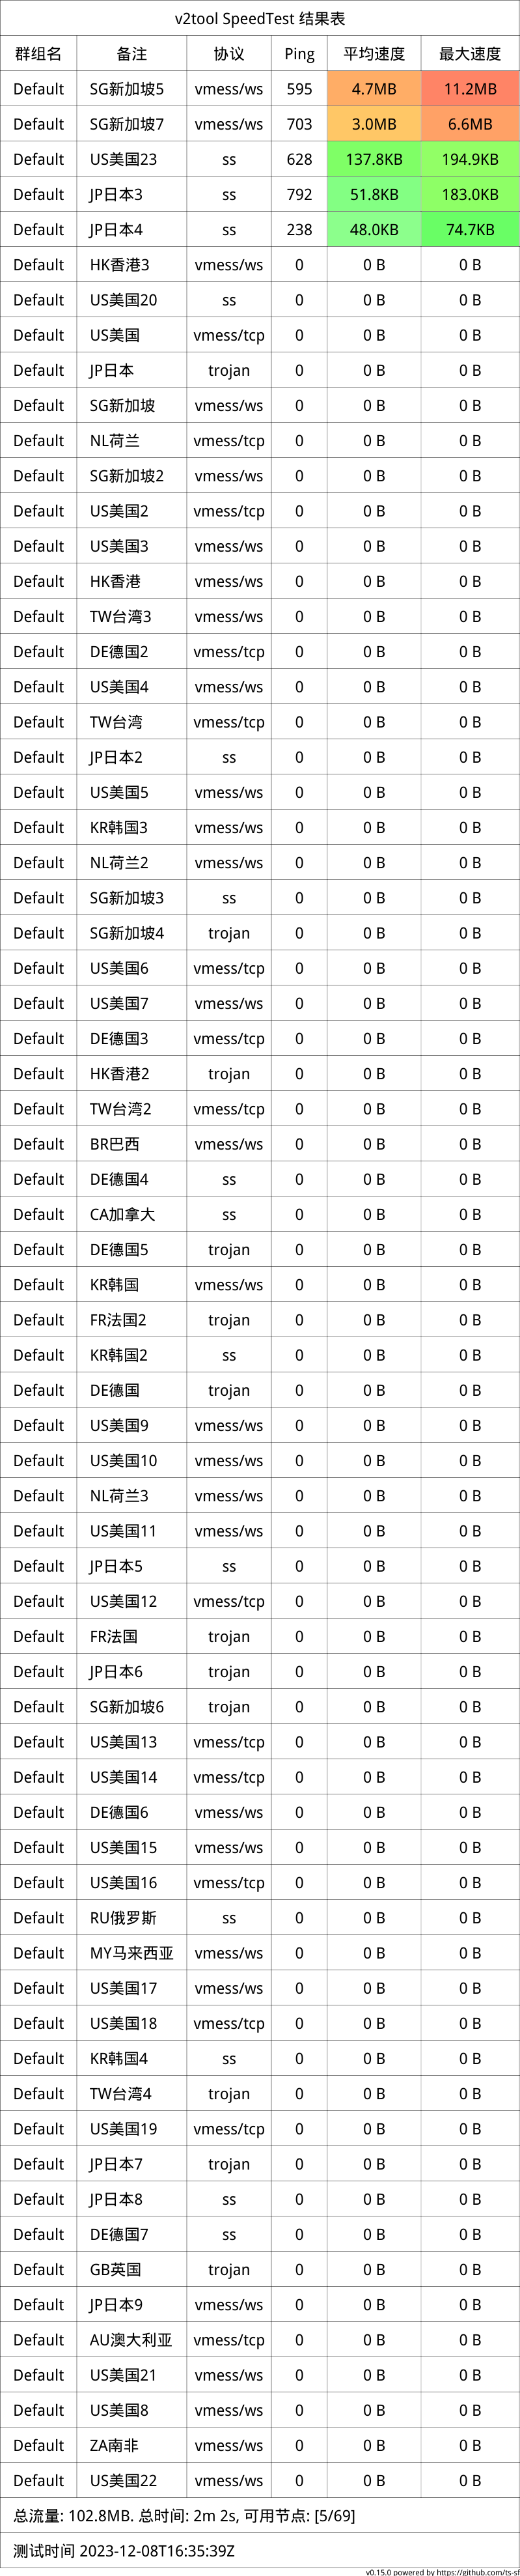 v2tool SpeedTest 结果表
群组名 备注 协议 Ping 平均速度 最大速度
Default SG新加坡5 vmess/ws 595 4.7MB 11.2MB
Default SG新加坡7 vmess/ws 703 3.0MB 6.6MB
Default US美国23 ss 628 137.8KB 194.9KB
Default JP日本3 ss 792 51.8KB 183.0KB
Default JP日本4 ss 238 48.0KB 74.7KB
Default HK香港3 vmess/ws 0 0 B 0 B
Default US美国20 ss 0 0 B 0 B
Default US美国 vmess/tcp 0 0 B 0 B
Default JP日本 trojan 0 0 B 0 B
Default SG新加坡 vmess/ws 0 0 B 0 B
Default NL荷兰 vmess/tcp 0 0 B 0 B
Default SG新加坡2 vmess/ws 0 0 B 0 B
Default US美国2 vmess/tcp 0 0 B 0 B
Default US美国3 vmess/ws 0 0 B 0 B
Default HK香港 vmess/ws 0 0 B 0 B
Default TW台湾3 vmess/ws 0 0 B 0 B
Default DE德国2 vmess/tcp 0 0 B 0 B
Default US美国4 vmess/ws 0 0 B 0 B
Default TW台湾 vmess/tcp 0 0 B 0 B
Default JP日本2 ss 0 0 B 0 B
Default US美国5 vmess/ws 0 0 B 0 B
Default KR韩国3 vmess/ws 0 0 B 0 B
Default NL荷兰2 vmess/ws 0 0 B 0 B
Default SG新加坡3 ss 0 0 B 0 B
Default SG新加坡4 trojan 0 0 B 0 B
Default US美国6 vmess/tcp 0 0 B 0 B
Default US美国7 vmess/ws 0 0 B 0 B
Default DE德国3 vmess/tcp 0 0 B 0 B
Default HK香港2 trojan 0 0 B 0 B
Default TW台湾2 vmess/tcp 0 0 B 0 B
Default BR巴西 vmess/ws 0 0 B 0 B
Default DE德国4 ss 0 0 B 0 B
Default CA加拿大 ss 0 0 B 0 B
Default DE德国5 trojan 0 0 B 0 B
Default KR韩国 vmess/ws 0 0 B 0 B
Default FR法国2 trojan 0 0 B 0 B
Default KR韩国2 ss 0 0 B 0 B
Default DE德国 trojan 0 0 B 0 B
Default US美国9 vmess/ws 0 0 B 0 B
Default US美国10 vmess/ws 0 0 B 0 B
Default NL荷兰3 vmess/ws 0 0 B 0 B
Default US美国11 vmess/ws 0 0 B 0 B
Default JP日本5 ss 0 0 B 0 B
Default US美国12 vmess/tcp 0 0 B 0 B
Default FR法国 trojan 0 0 B 0 B
Default JP日本6 trojan 0 0 B 0 B
Default SG新加坡6 trojan 0 0 B 0 B
Default US美国13 vmess/tcp 0 0 B 0 B
Default US美国14 vmess/tcp 0 0 B 0 B
Default DE德国6 vmess/ws 0 0 B 0 B
Default US美国15 vmess/ws 0 0 B 0 B
Default US美国16 vmess/tcp 0 0 B 0 B
Default RU俄罗斯 ss 0 0 B 0 B
Default MY马来西亚 vmess/ws 0 0 B 0 B
Default US美国17 vmess/ws 0 0 B 0 B
Default US美国18 vmess/tcp 0 0 B 0 B
Default KR韩国4 ss 0 0 B 0 B
Default TW台湾4 trojan 0 0 B 0 B
Default US美国19 vmess/tcp 0 0 B 0 B
Default JP日本7 trojan 0 0 B 0 B
Default JP日本8 ss 0 0 B 0 B
Default DE德国7 ss 0 0 B 0 B
Default GB英国 trojan 0 0 B 0 B
Default JP日本9 vmess/ws 0 0 B 0 B
Default AU澳大利亚 vmess/tcp 0 0 B 0 B
Default US美国21 vmess/ws 0 0 B 0 B
Default US美国8 vmess/ws 0 0 B 0 B
Default ZA南非 vmess/ws 0 0 B 0 B
Default US美国22 vmess/ws 0 0 B 0 B
总流量: 102.8MB. 总时间: 2m 2s, 可用节点: [5/69]
测试时间 2023-12-08T16:35:39Z
v0.15.0 powered by https://github.com/ts-sf